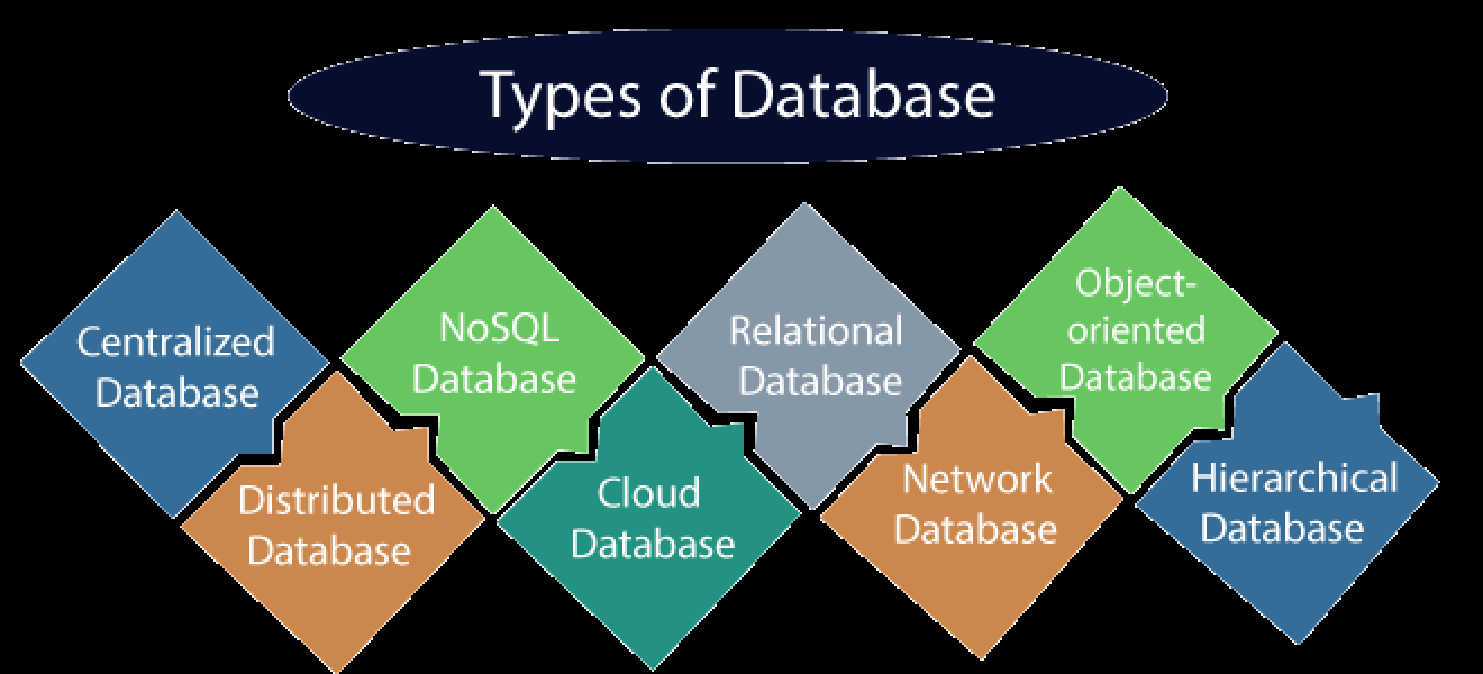 Types of Database
Centralized
Database
Distributed
Database
NoSQL
Database
Cloud
Database
Relational
Database
Network
Database
Object-
oriented
Database
Hierarchical
Database